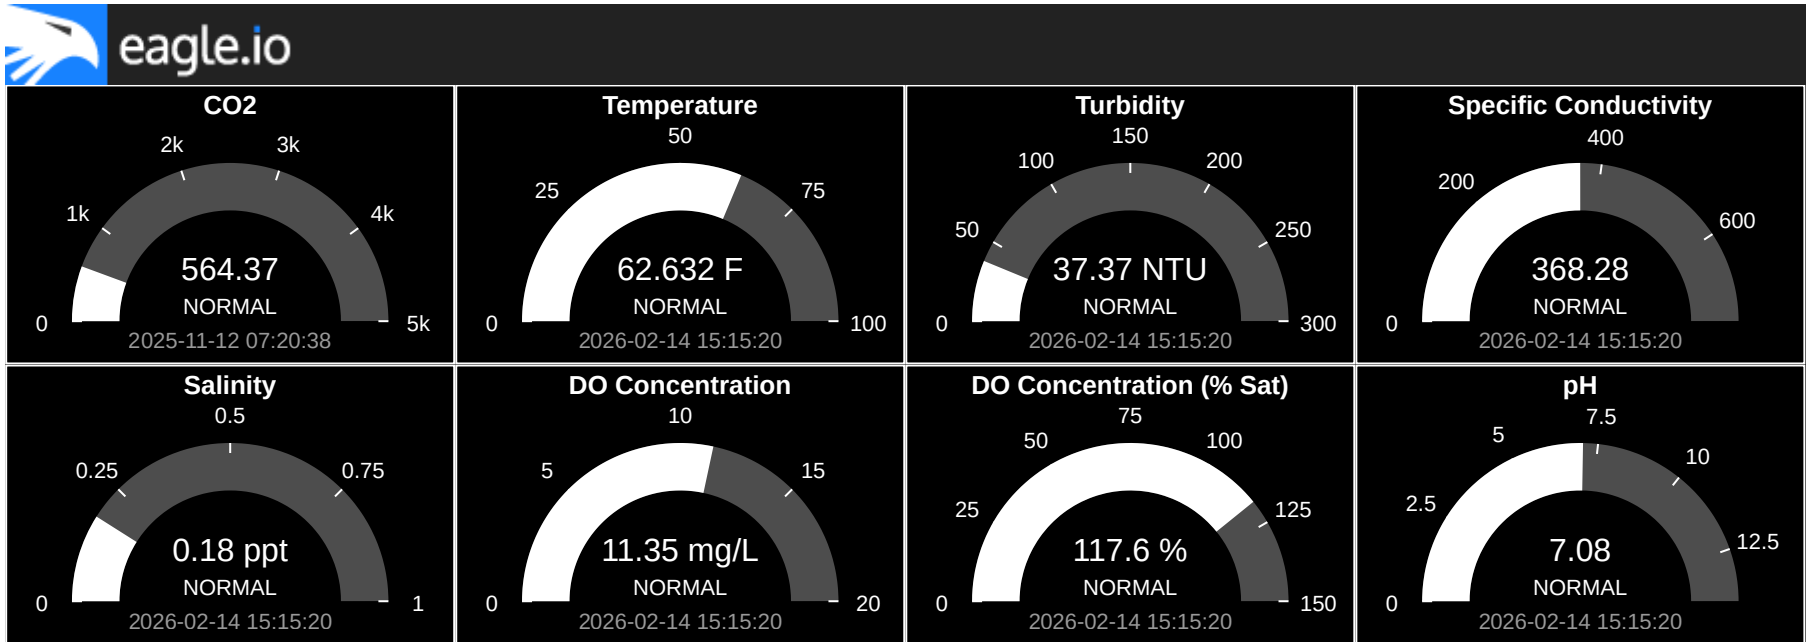 eagle.io
CO2
2k 3k
1k 4k
0 5k
564.37
NORMAL
2025-11-12 07:20:38
Temperature
50
25 75
0 100
62.632 F
NORMAL
2026-02-14 15:15:20
Turbidity
150
100 200
50 250
0 300
37.37 NTU
NORMAL
2026-02-14 15:15:20
Specific Conductivity
400
200 600
0
368.28
NORMAL
2026-02-14 15:15:20
Salinity
0.5
0.25 0.75
0 1
0.18 ppt
NORMAL
2026-02-14 15:15:20
DO Concentration
10
5 15
0 20
11.35 mg/L
NORMAL
2026-02-14 15:15:20
DO Concentration (% Sat)
75
50 100
25 125
0 150
117.6 %
NORMAL
2026-02-14 15:15:20
pH
7.5
5 10
2.5 12.5
0
7.08
NORMAL
2026-02-14 15:15:20